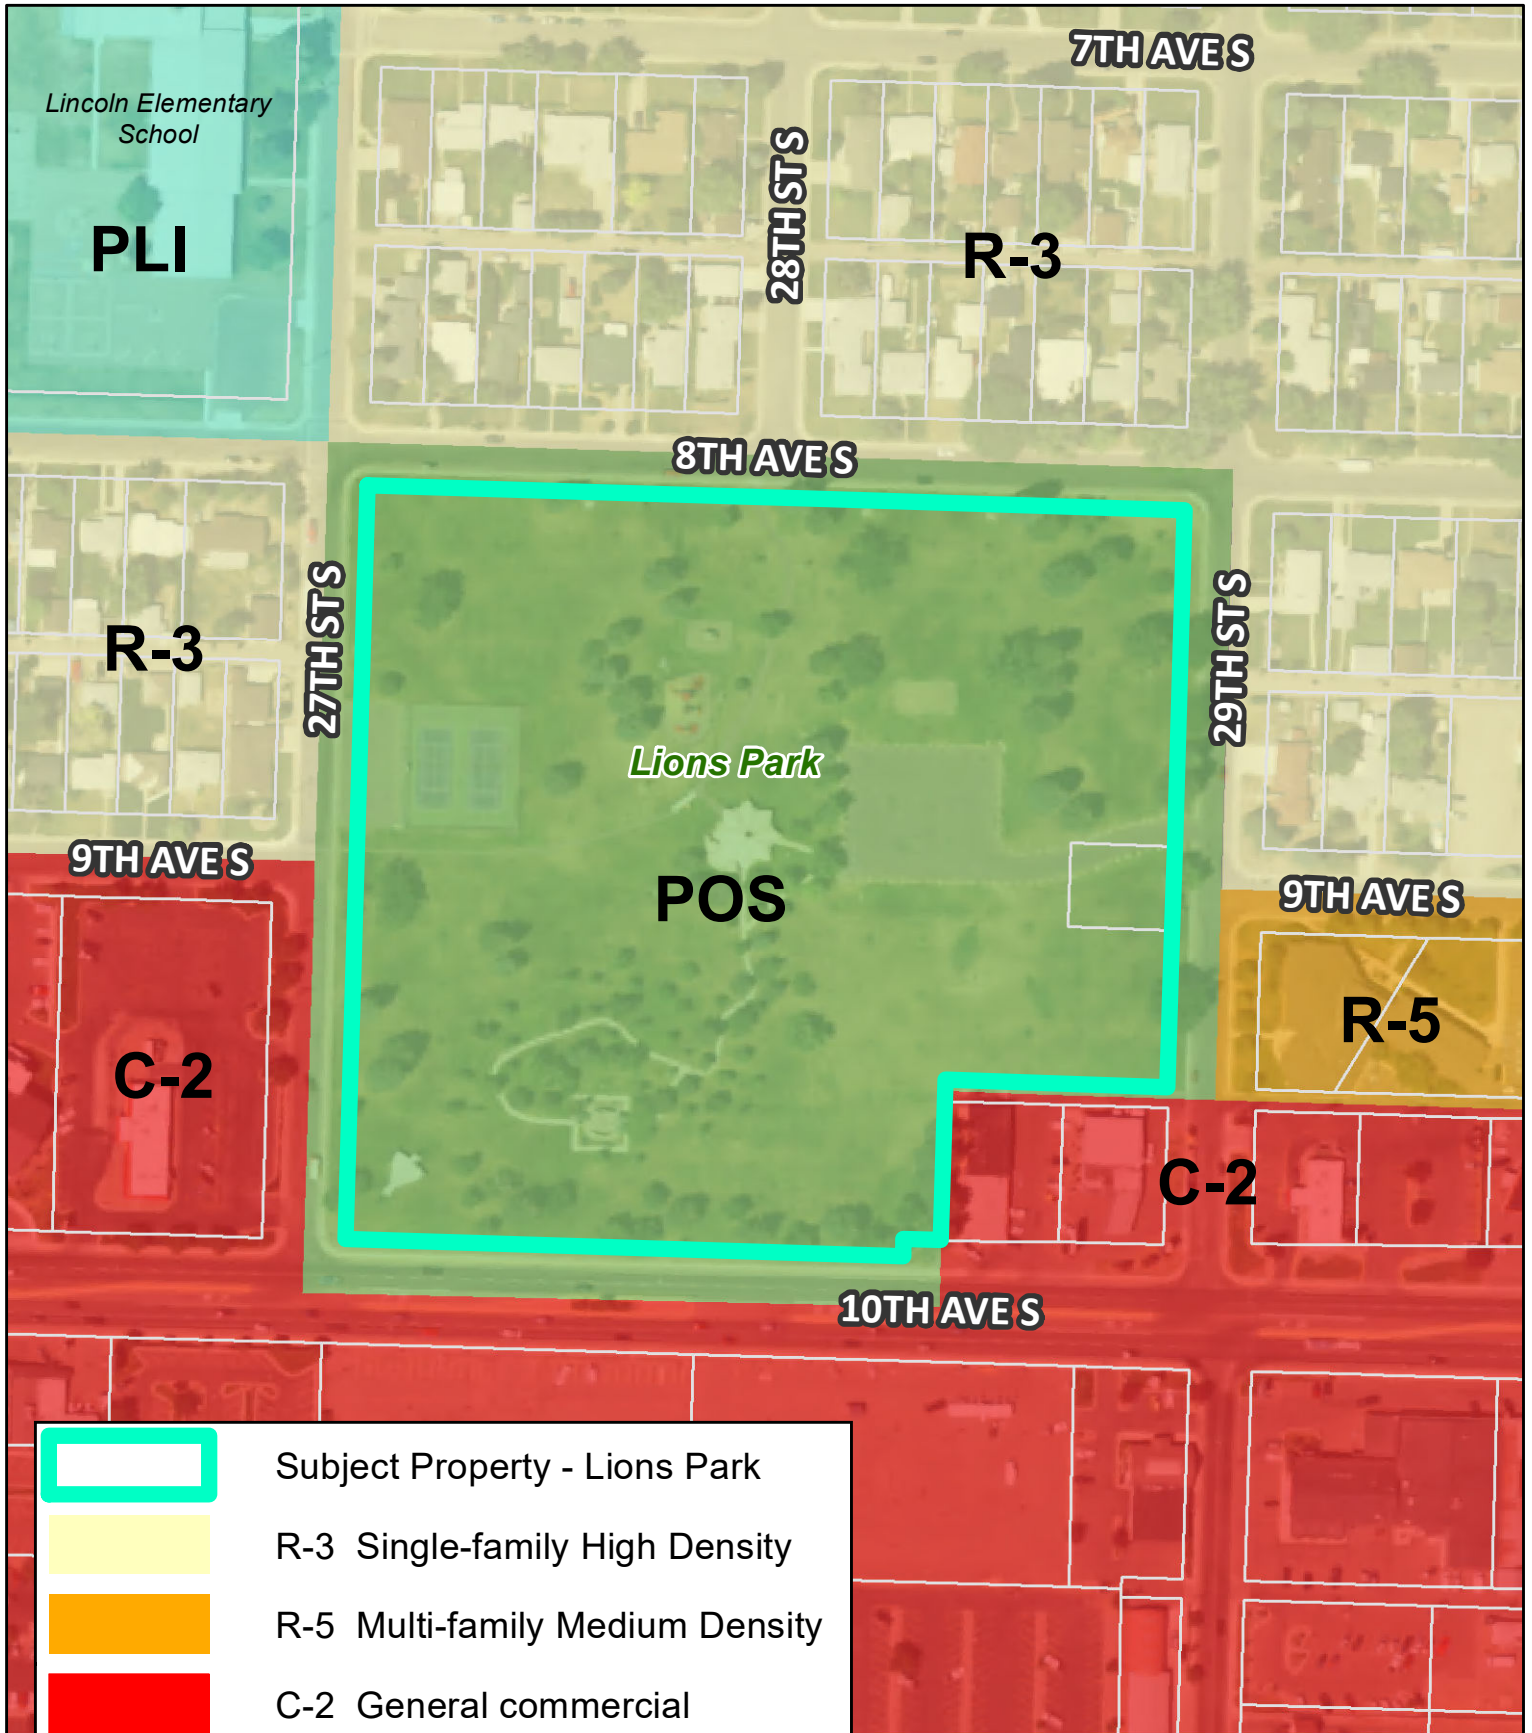 7TH AVE S
Lincoln Elementary
School
28TH ST S
PLI
R-3
8TH AVE S
27TH ST S
29TH ST S
R-3
Lions Park
9TH AVE S
POS
9TH AVE S
R-5
C-2
C-2
10TH AVE S
Subject Property - Lions Park
R-3 Single-family High Density
R-5 Multi-family Medium Density
C-2 General commercial